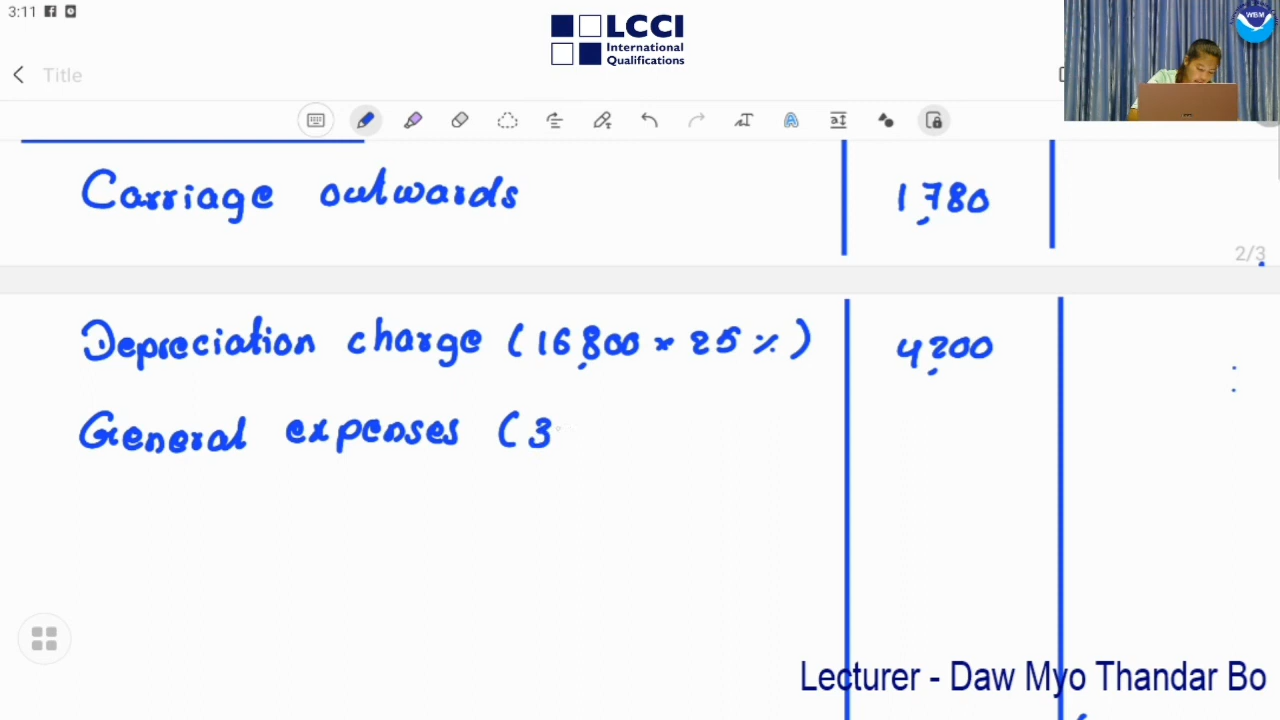 3:11
LCCI
International
Qualifications
WBM
Title
Carriage outwards 1,780
2/3
Depreciation charge (16,800 × 25 %) 4,200
General expenses (3
Lecturer - Daw Myo Thandar Bo